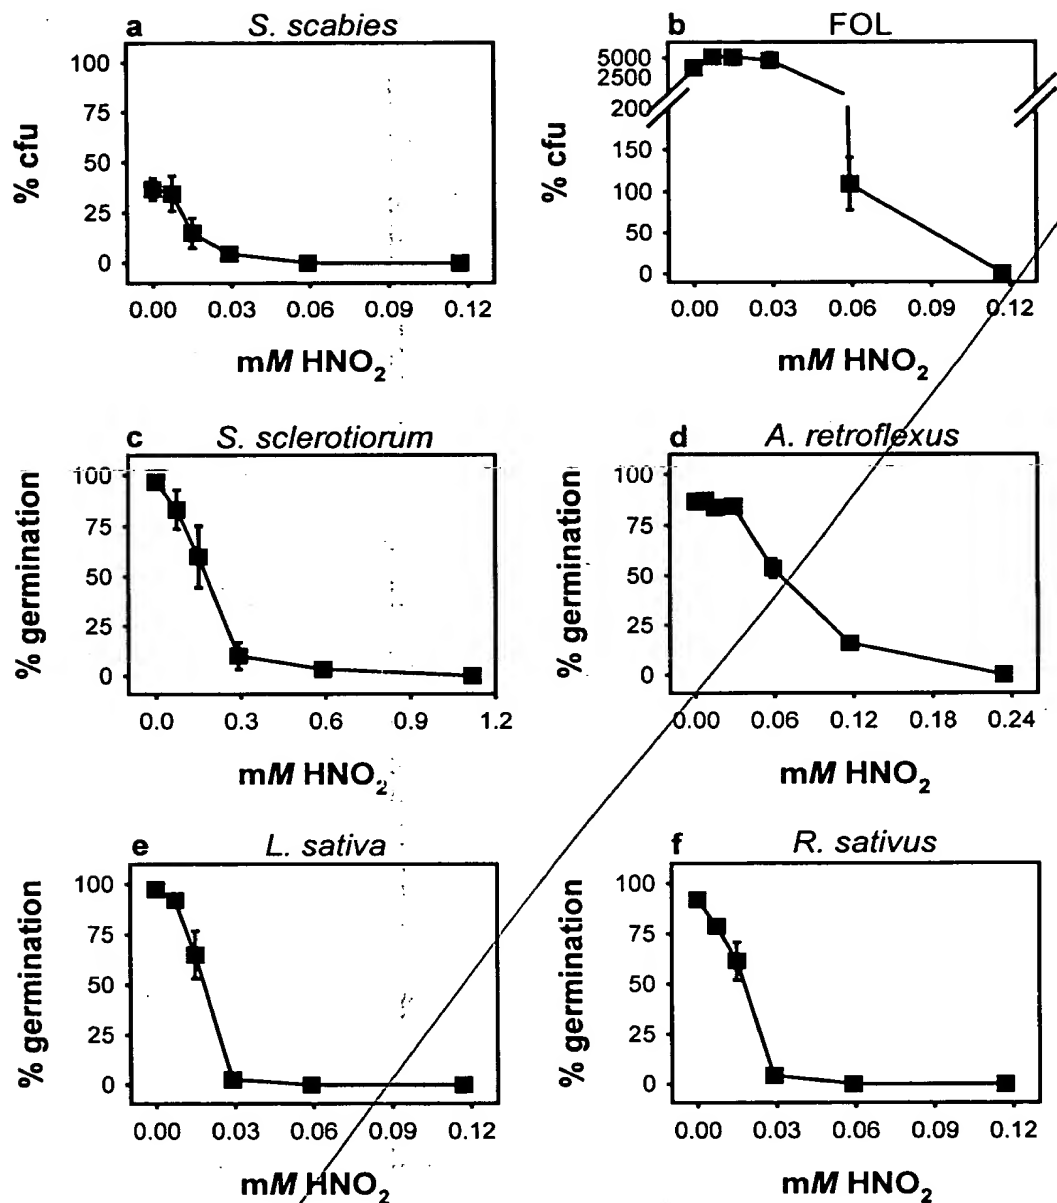 a S. scabies
100
75
50
25
0
% cfu
0.00 0.03 0.06 0.09 0.12
mM HNO₂
b FOL
5000
2500
200
150
100
50
0
% cfu
0.00 0.03 0.06 0.09 0.12
mM HNO₂
c S. sclerotiorum
100
75
50
25
0
% germination
0.0 0.3 0.6 0.9 1.2
mM HNO₂
d A. retroflexus
100
75
50
25
0
% germination
0.00 0.06 0.12 0.18 0.24
mM HNO₂
e L. sativa
100
75
50
25
0
% germination
0.00 0.03 0.06 0.09 0.12
mM HNO₂
f R. sativus
100
75
50
25
0
% germination
0.00 0.03 0.06 0.09 0.12
mM HNO₂